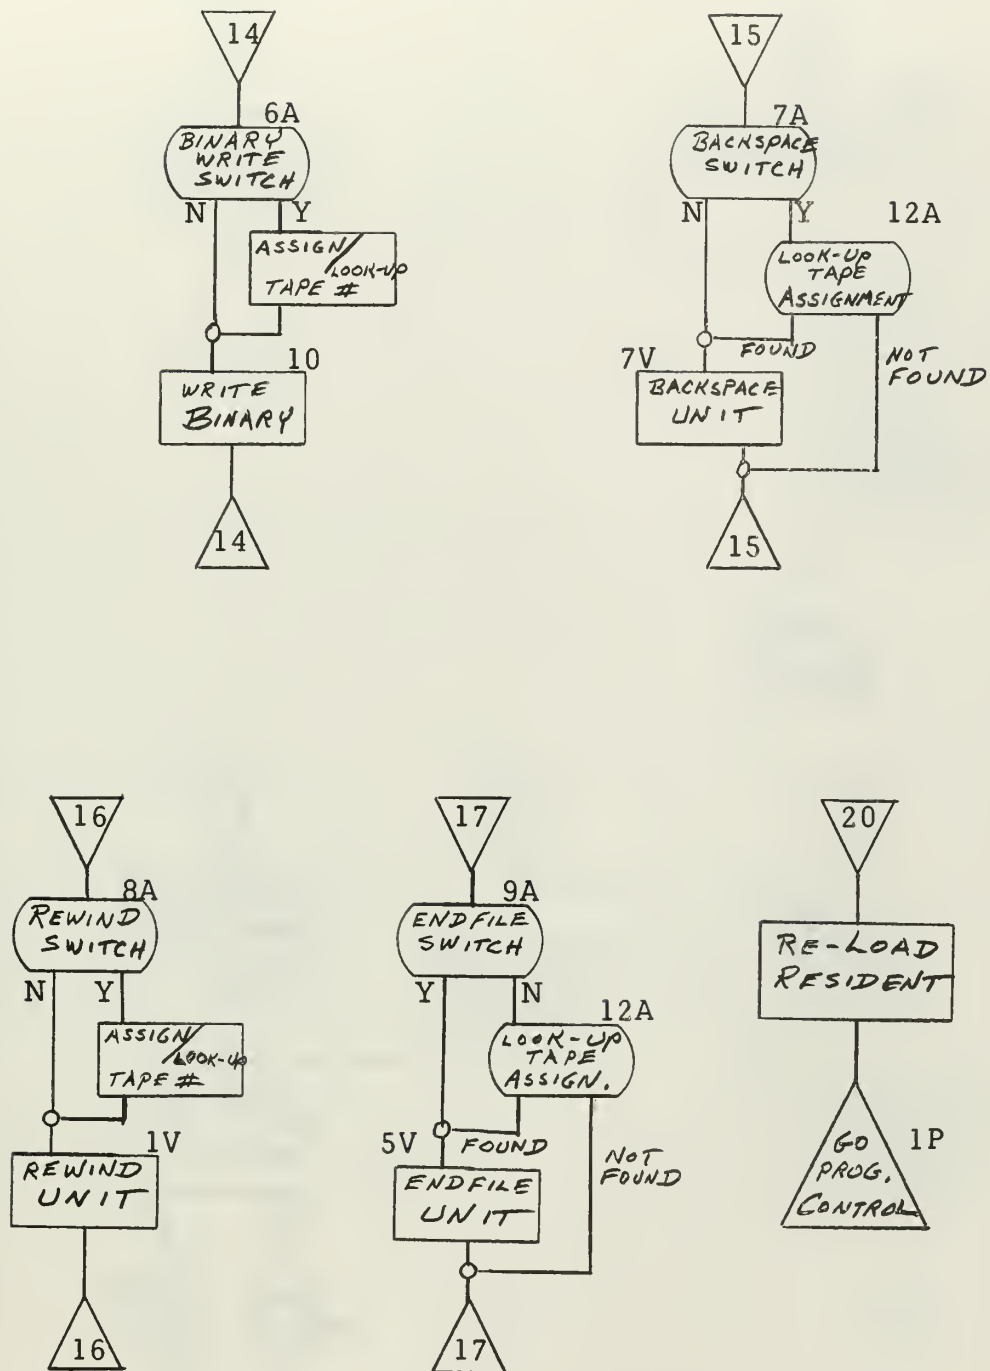 14
6A
BINARY
WRITE
SWITCH
N Y
ASSIGN/
LOOK-UP
TAPE #
10
WRITE
BINARY
14
15
7A
BACKSPACE
SWITCH
N Y
12A
LOOK-UP
TAPE
ASSIGNMENT
FOUND
NOT
FOUND
7V
BACKSPACE
UNIT
15
16
8A
REWIND
SWITCH
N Y
ASSIGN/
LOOK-UP
TAPE #
1V
REWIND
UNIT
16
17
9A
ENDFILE
SWITCH
Y N
12A
LOOK-UP
TAPE
ASSIGN.
5V
FOUND
NOT
FOUND
ENDFILE
UNIT
17
20
RE-LOAD
RESIDENT
GO
PROG.
CONTROL
1P